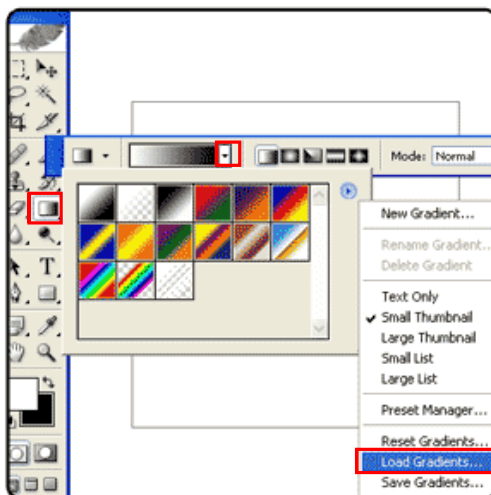 Mode: Normal
New Gradient...
Rename Gradient...
Delete Gradient
Text Only
Small Thumbnail
Large Thumbnail
Small List
Large List
Preset Manager...
Reset Gradients...
Load Gradients...
Save Gradients...